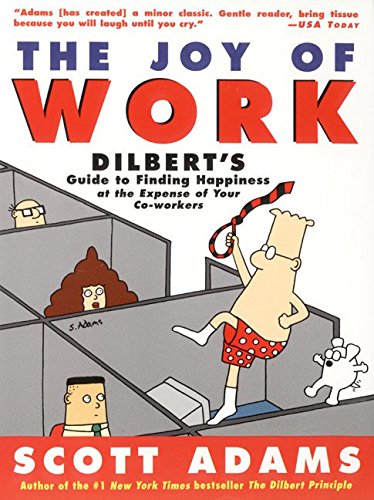 “Adams [has created] a minor classic. Gentle reader, bring tissue
because you will laugh until you cry.” —USA TODAY
THE JOY OF
WORK
DILBERT'S
Guide to Finding Happiness
at the Expense of Your
Co-workers
S. Adams
SCOTT ADAMS
Author of the #1 New York Times bestseller The Dilbert Principle